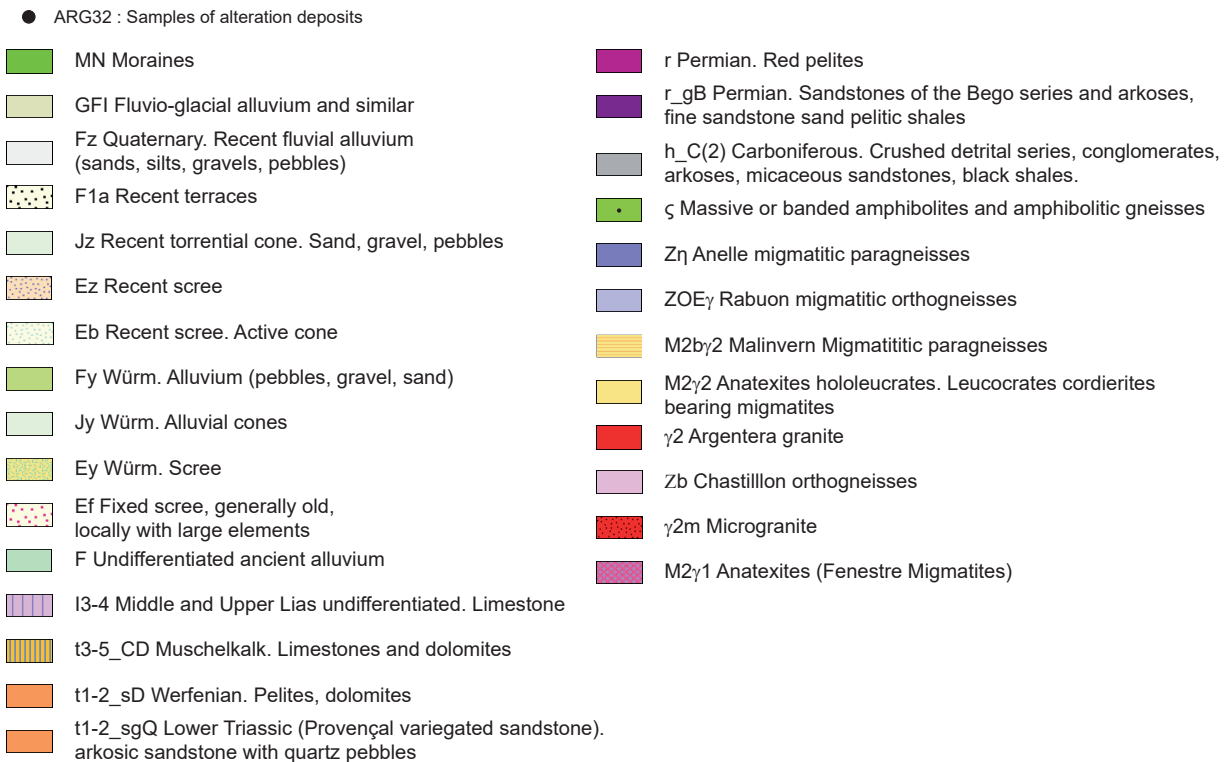 ARG32 : Samples of alteration deposits
MN Moraines
GFI Fluvio-glacial alluvium and similar
Fz Quaternary. Recent fluvial alluvium
(sands, silts, gravels, pebbles)
F1a Recent terraces
Jz Recent torrential cone. Sand, gravel, pebbles
Ez Recent scree
Eb Recent scree. Active cone
Fy Würm. Alluvium (pebbles, gravel, sand)
Jy Würm. Alluvial cones
Ey Würm. Scree
Ef Fixed scree, generally old,
locally with large elements
F Undifferentiated ancient alluvium
I3-4 Middle and Upper Lias undifferentiated. Limestone
t3-5_CD Muschelkalk. Limestones and dolomites
t1-2_sD Werfenian. Pelites, dolomites
t1-2_sgQ Lower Triassic (Provençal variegated sandstone).
arkosic sandstone with quartz pebbles
r Permian. Red pelites
r_gB Permian. Sandstones of the Bego series and arkoses,
fine sandstone sand pelitic shales
h_C(2) Carboniferous. Crushed detrital series, conglomerates,
arkoses, micaceous sandstones, black shales.
ς Massive or banded amphibolites and amphibolitic gneisses
Zη Anelle migmatitic paragneisses
ZOEγ Rabuon migmatitic orthogneisses
M2bγ2 Malinvern Migmatititic paragneisses
M2γ2 Anatexites hololeucrates. Leucocrates cordierites
bearing migmatites
γ2 Argentera granite
Zb Chastilllon orthogneisses
γ2m Microgranite
M2γ1 Anatexites (Fenestre Migmatites)